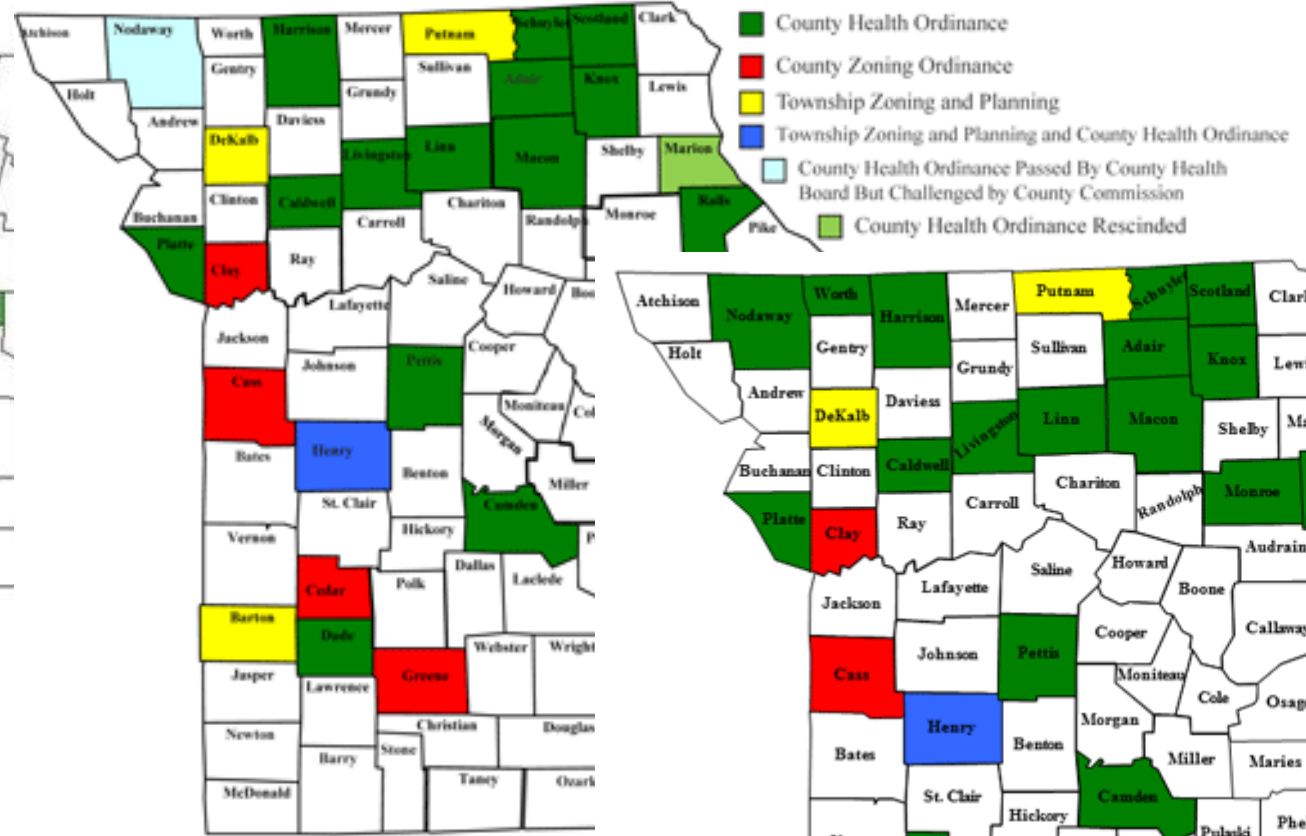 Atchison
Nodaway
Worth
Harrison
Mercer
Putnam
Schuyler
Scotland
Clark
Gentry
Sullivan
Adair
Knox
Holt
Grundy
Lewis
Andrew
Daviess
DeKalb
Livingston
Linn
Macon
Shelby
Marion
Clinton
Caldwell
Chariton
Ralls
Buchanan
Carroll
Randolph
Monroe
Pike
Platte
Clay
Ray
Saline
Howard
Boo
Lafayette
Jackson
Cooper
Johnson
Pettis
Cass
Moniteau
Col
Morgan
Henry
Bates
Benton
Miller
St. Clair
Camden
Hickory
Vernon
P
Dallas
Laclede
Polk
Cedar
Barton
Dade
Webster
Wright
Greene
Jasper
Lawrence
Christian
Douglas
Newton
Stone
Barry
Taney
Ozark
McDonald
County Health Ordinance
County Zoning Ordinance
Township Zoning and Planning
Township Zoning and Planning and County Health Ordinance
County Health Ordinance Passed By County Health
Board But Challenged by County Commission
County Health Ordinance Rescinded
Atchison
Nodaway
Worth
Harrison
Mercer
Putnam
Schuyler
Scotland
Clar
Holt
Gentry
Sullivan
Adair
Knox
Lew
Grundy
Andrew
DeKalb
Daviess
Livingston
Linn
Macon
Shelby
Ma
Buchanan
Clinton
Caldwell
Chariton
Randolph
Monroe
Carroll
Platte
Clay
Ray
Audrain
Saline
Howard
Boone
Lafayette
Jackson
Cooper
Callaway
Johnson
Pettis
Cass
Moniteau
Cole
Osag
Morgan
Henry
Benton
Bates
Miller
Maries
St. Clair
Camden
Hickory
Pulaski
Phe